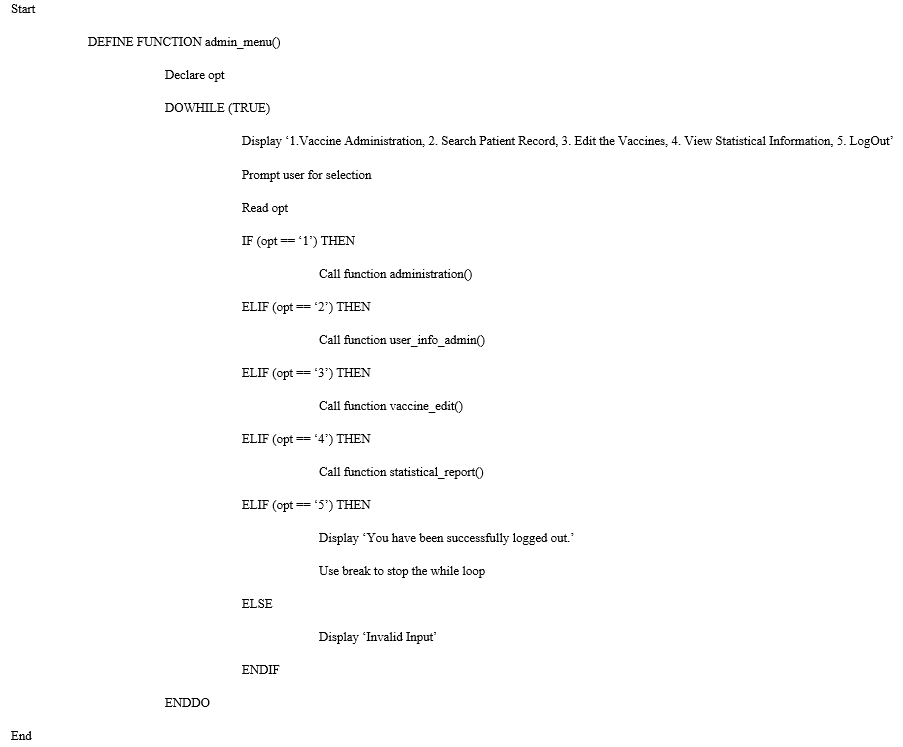 Start
DEFINE FUNCTION admin_menu()
Declare opt
DOWHILE (TRUE)
Display ‘1.Vaccine Administration, 2. Search Patient Record, 3. Edit the Vaccines, 4. View Statistical Information, 5. LogOut’
Prompt user for selection
Read opt
IF (opt == ‘1’) THEN
Call function administration()
ELIF (opt == ‘2’) THEN
Call function user_info_admin()
ELIF (opt == ‘3’) THEN
Call function vaccine_edit()
ELIF (opt == ‘4’) THEN
Call function statistical_report()
ELIF (opt == ‘5’) THEN
Display ‘You have been successfully logged out.’
Use break to stop the while loop
ELSE
Display ‘Invalid Input’
ENDIF
ENDDO
End